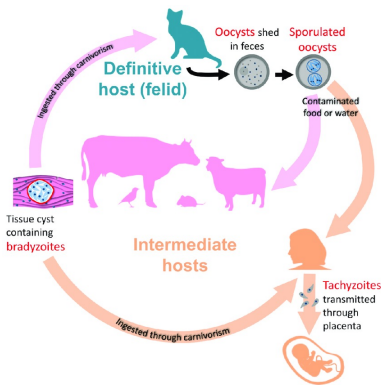 Ingested through carnivorism
Oocysts shed
in feces
Sporulated
oocysts
Definitive
host (felid)
Contaminated
food or water
Tissue cyst
containing
bradyzoites
Intermediate
hosts
Tachyzoites
transmitted
through
placenta
Ingested through carnivorism